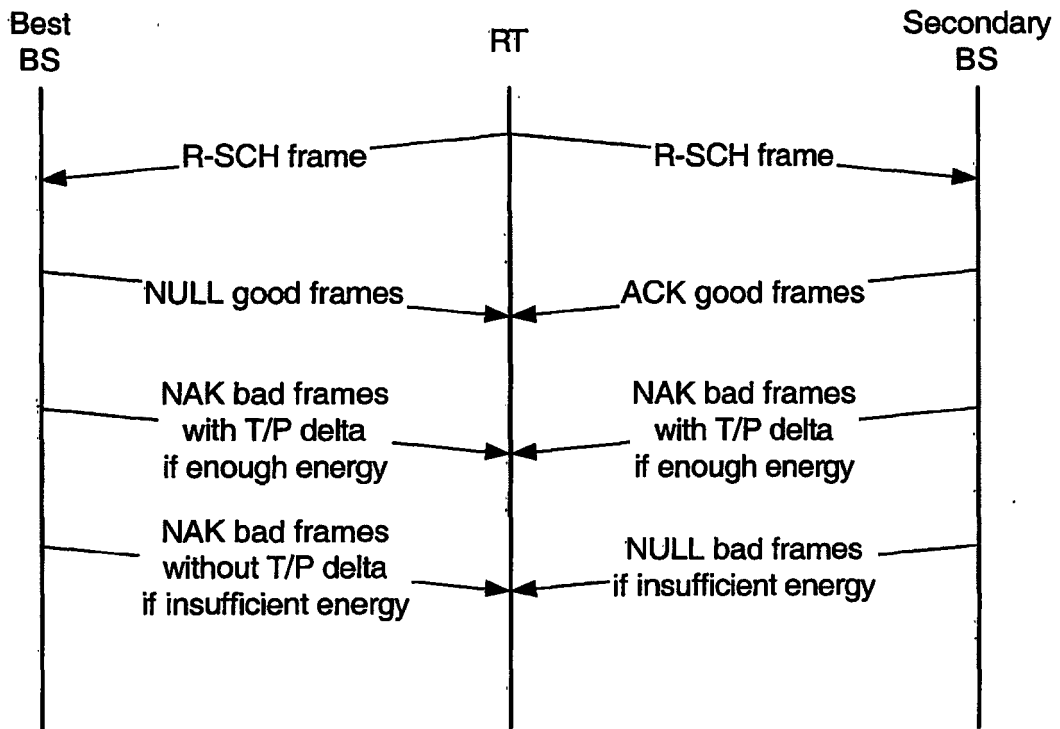 Best
BS
RT
Secondary
BS
R-SCH frame
R-SCH frame
NULL good frames
ACK good frames
NAK bad frames
with T/P delta
if enough energy
NAK bad frames
with T/P delta
if enough energy
NAK bad frames
without T/P delta
if insufficient energy
NULL bad frames
if insufficient energy